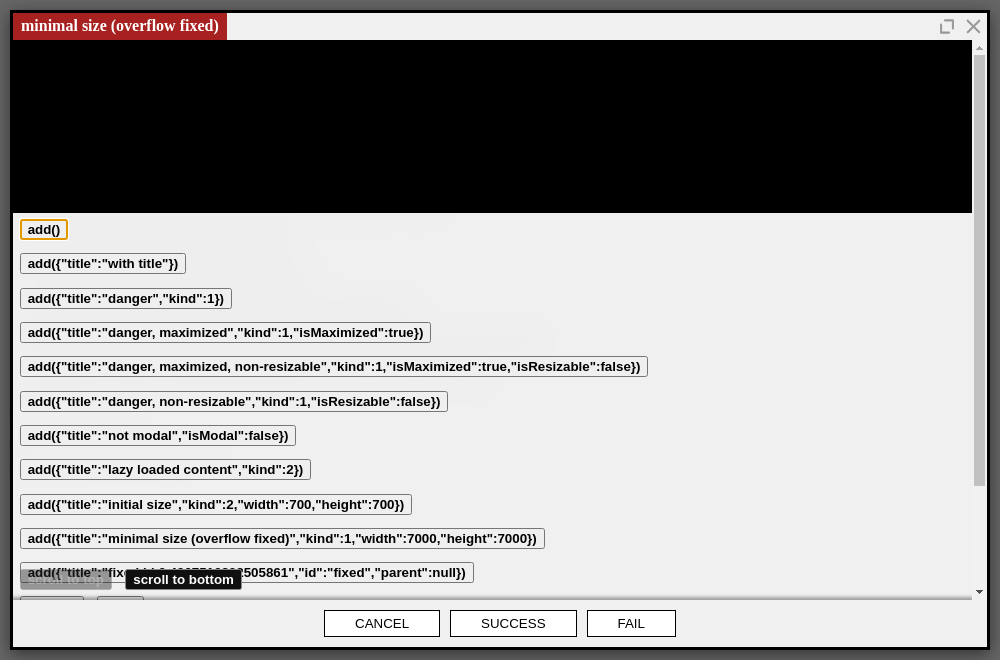 minimal size (overflow fixed)
add()
add({"title":"with title"})
add({"title":"danger","kind":1})
add({"title":"danger, maximized","kind":1,"isMaximized":true})
add({"title":"danger, maximized, non-resizable","kind":1,"isMaximized":true,"isResizable":false})
add({"title":"danger, non-resizable","kind":1,"isResizable":false})
add({"title":"not modal","isModal":false})
add({"title":"lazy loaded content","kind":2})
add({"title":"initial size","kind":2,"width":700,"height":700})
add({"title":"minimal size (overflow fixed)","kind":1,"width":7000,"height":7000})
505861","id":"fixed","parent":null})
scroll to top scroll to bottom
CANCEL SUCCESS FAIL